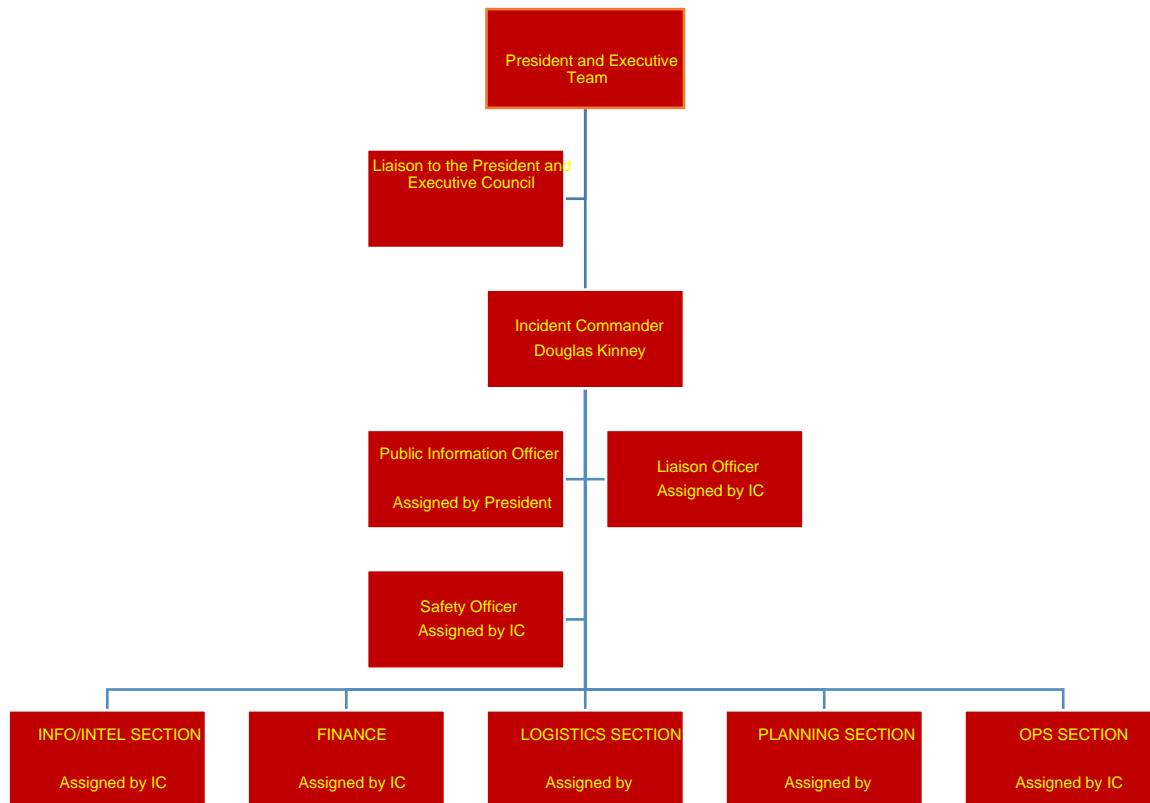 President and Executive
Team
Liaison to the President and
Executive Council
Incident Commander
Douglas Kinney
Public Information Officer
Assigned by President
Liaison Officer
Assigned by IC
Safety Officer
Assigned by IC
INFO/INTEL SECTION
Assigned by IC
FINANCE
Assigned by IC
LOGISTICS SECTION
Assigned by
PLANNING SECTION
Assigned by
OPS SECTION
Assigned by IC